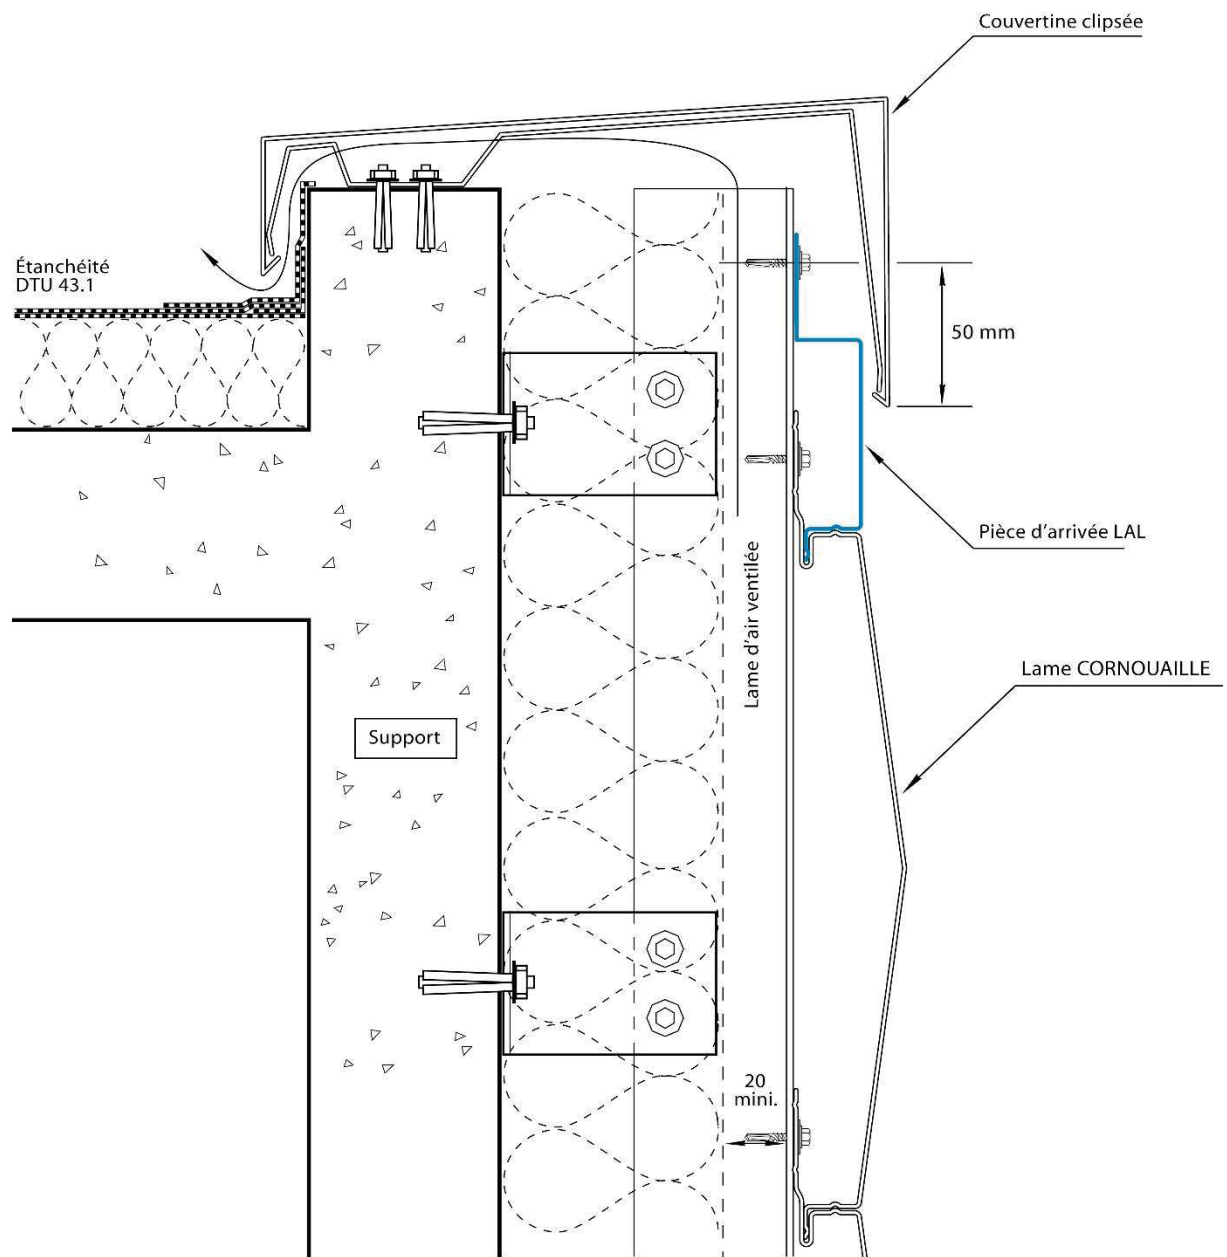 Couvertine clipsée
Étanchéité
DTU 43.1
50 mm
Pièce d'arrivée LAL
Lame d'air ventilée
Lame CORNOUAILLE
Support
20
mini.